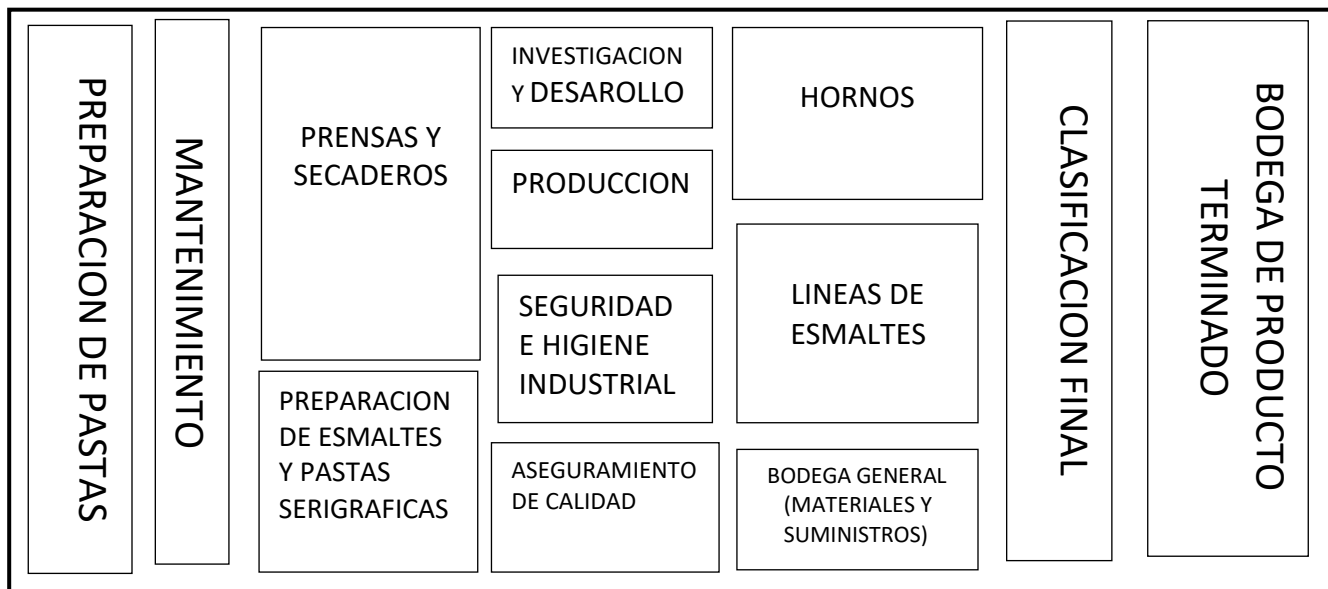 PREPARACION DE PASTAS
MANTENIMIENTO
PRENSAS Y
SECADEROS
PREPARACION
DE ESMALTES
Y PASTAS
SERIGRAFICAS
INVESTIGACION
Y DESAROLLO
PRODUCCION
SEGURIDAD
E HIGIENE
INDUSTRIAL
ASEGURAMIENTO
DE CALIDAD
HORNOS
LINEAS DE
ESMALTES
BODEGA GENERAL
(MATERIALES Y
SUMINISTROS)
CLASIFICACION FINAL
BODEGA DE PRODUCTO
TERMINADO